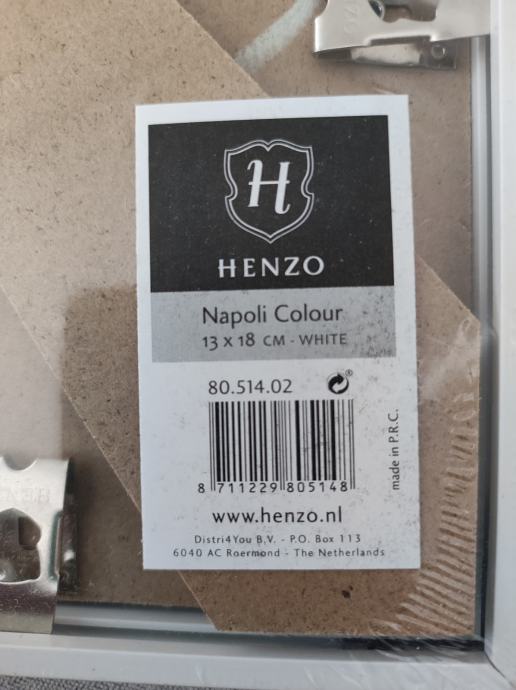 H
HENZO
Napoli Colour
13 x 18 CM - WHITE
80.514.02
8 711229 805148
made in P.R.C.
www.henzo.nl
Distri4You B.V. - P.O. Box 113
6040 AC Roermond - The Netherlands